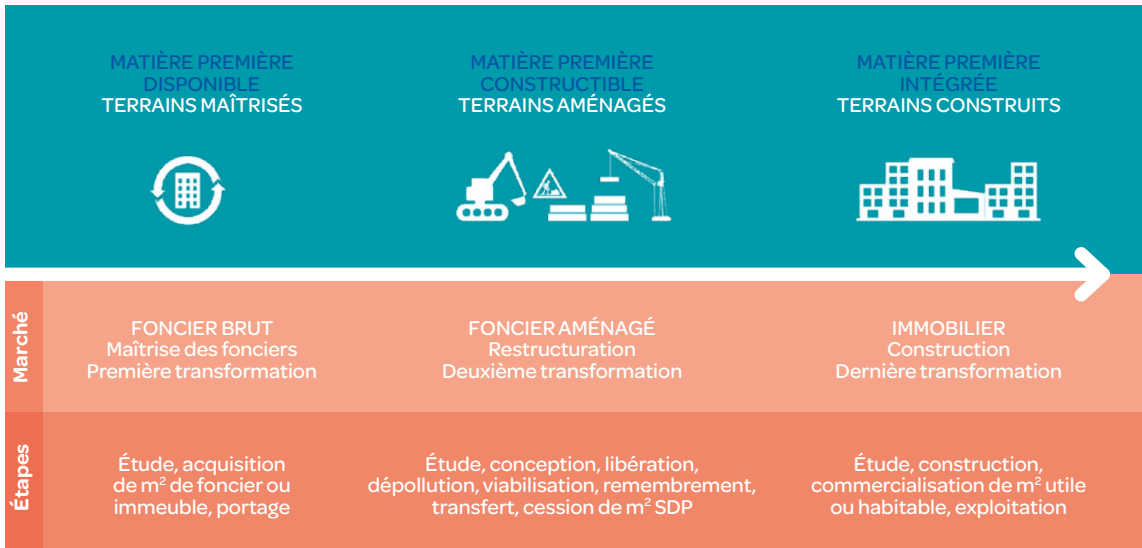 MATIÈRE PREMIÈRE
DISPONIBLE
TERRAINS MAÎTRISÉS
MATIÈRE PREMIÈRE
CONSTRUCTIBLE
TERRAINS AMÉNAGÉS
MATIÈRE PREMIÈRE
INTÉGRÉE
TERRAINS CONSTRUITS
Marché
FONCIER BRUT
Maîtrise des fonciers
Première transformation
FONCIER AMÉNAGÉ
Restructuration
Deuxième transformation
IMMOBILIER
Construction
Dernière transformation
Étapes
Étude, acquisition
de m² de foncier ou
immeuble, portage
Étude, conception, libération,
dépollution, viabilisation, remembrement,
transfert, cession de m² SDP
Étude, construction,
commercialisation de m² utile
ou habitable, exploitation